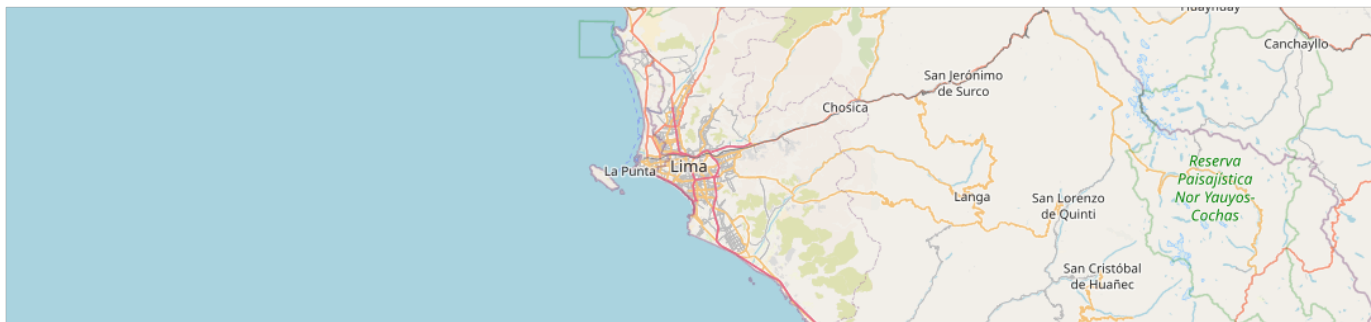 Huayhuay
Canchayllo
San Jerónimo
de Surco
Chosica
Reserva
Paisajística
Nor Yauyos-
Cochas
La Punta
Lima
Langa
San Lorenzo
de Quinti
San Cristóbal
de Huañec